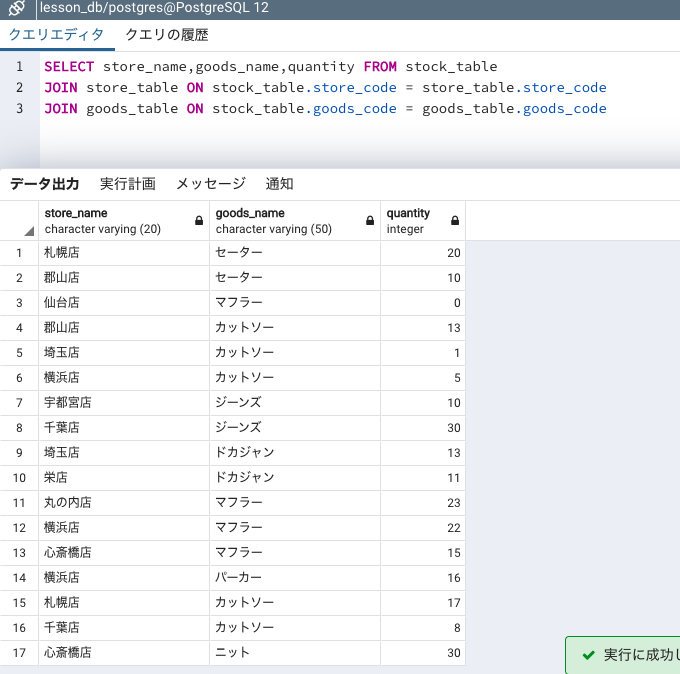 lesson_db/postgres@PostgreSQL 12
クエリエディタ クエリの履歴
1 SELECT store_name,goods_name,quantity FROM stock_table
2 JOIN store_table ON stock_table.store_code = store_table.store_code
3 JOIN goods_table ON stock_table.goods_code = goods_table.goods_code
データ出力 実行計画 メッセージ 通知
store_name goods_name quantity
character varying (20) character varying (50) integer
1 札幌店 セーター 20
2 郡山店 セーター 10
3 仙台店 マフラー 0
4 郡山店 カットソー 13
5 埼玉店 カットソー 1
6 横浜店 カットソー 5
7 宇都宮店 ジーンズ 10
8 千葉店 ジーンズ 30
9 埼玉店 ドカジャン 13
10 栄店 ドカジャン 11
11 丸の内店 マフラー 23
12 横浜店 マフラー 22
13 心斎橋店 マフラー 15
14 横浜店 パーカー 16
15 札幌店 カットソー 17
16 千葉店 カットソー 8
17 心斎橋店 ニット 30
実行に成功し